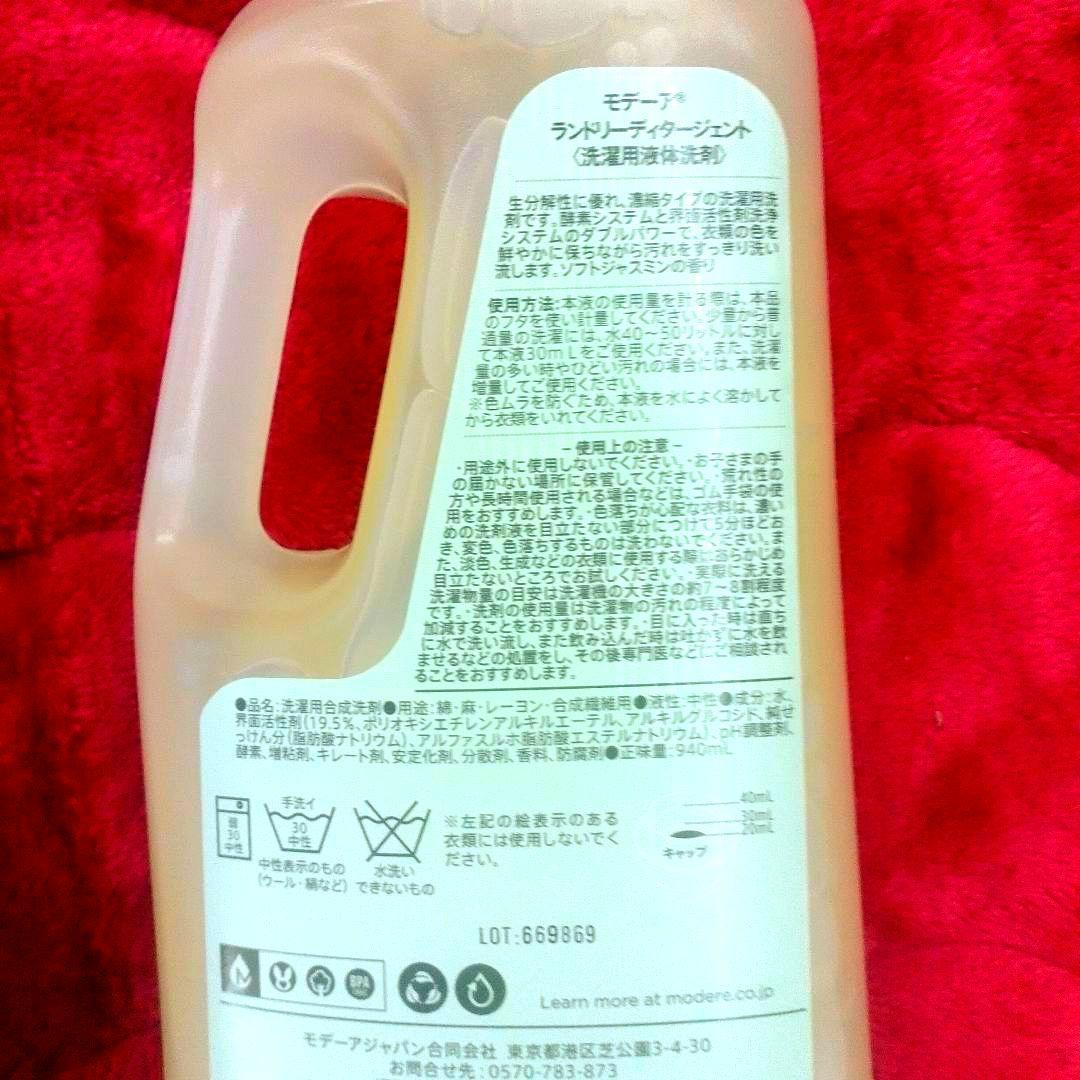 モデーア®
ランドリーディタージェント
〈洗濯用液体洗剤〉
生分解性に優れ、濃縮タイプの洗濯用洗
剤です。酵素システムと界面活性剤洗浄
システムのダブルパワーで、衣類の色を
鮮やかに保ちながら汚れをすっきり洗い
流します。ソフトジャスミンの香り
使用方法:本液の使用量を計る際は、本品
のフタを使い計量してください。少量から普
通量の洗濯には、水40～50リットルに対し
て本液30mLをご使用ください。また、洗濯
量の多い時やひどい汚れの場合には、本液を
増量してご使用ください。
※色ムラを防ぐため、本液を水によく溶かして
から衣類をいれてください。
– 使用上の注意 –
・用途外に使用しないでください。・お子さまの手
の届かない場所に保管してください。・荒れ性の
方や長時間使用される場合などは、ゴム手袋の使
用をおすすめします。・色落ちが心配な衣料は、濃い
めの洗剤液を目立たない部分につけて5分ほどお
き、変色、色落ちするものは洗わないでください。ま
た、淡色、生成などの衣類に使用する際はあらかじめ
目立たないところでお試しください。・実際に洗える
洗濯物量の目安は洗濯機の大きさの約7～8割程度
です。・洗剤の使用量は洗濯物の汚れの程度によって
加減することをおすすめします。・目に入った時は直ち
に水で洗い流し、また飲み込んだ時は吐かずに水を飲
ませるなどの処置をし、その後専門医などにご相談され
ることをおすすめします。
●品名:洗濯用合成洗剤●用途:綿・麻・レーヨン・合成繊維用●液性:中性●成分:水、
界面活性剤(19.5%、ポリオキシエチレンアルキルエーテル、アルキルグルコシド、純せ
っけん分(脂肪酸ナトリウム)、アルファスルホ脂肪酸エステルナトリウム)、pH調整剤、
酵素、増粘剤、キレート剤、安定化剤、分散剤、香料、防腐剤●正味量:940mL
弱
30
中性
手洗イ
30
中性
中性表示のもの
(ウール・絹など)
水洗い
できないもの
※左記の絵表示のある
衣類には使用しないでく
ださい。
40mL
30mL
20mL
キャップ
LOT:669869
BPA
Learn more at modere.co.jp
モデーアジャパン合同会社 東京都港区芝公園3-4-30
お問合せ先:0570-783-873